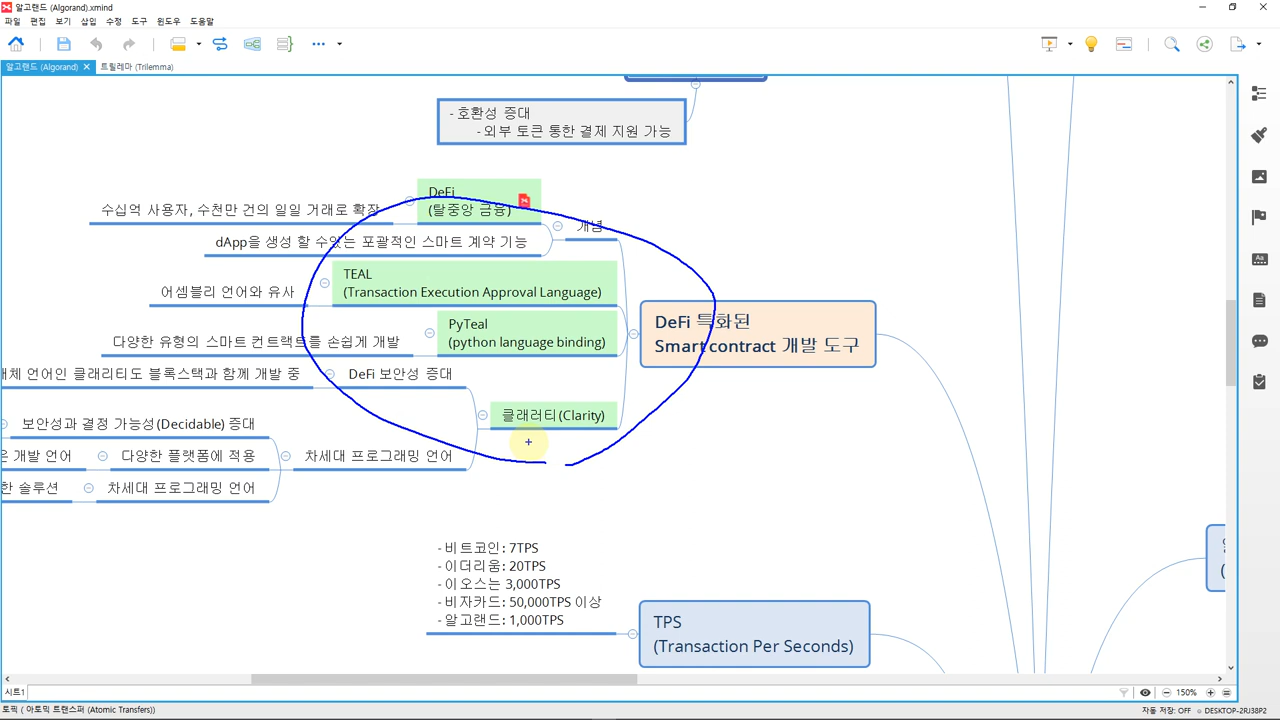 알고랜드 (Algorand).xmind
파일 편집 보기 삽입 수정 도구 윈도우 도움말
알고랜드 (Algorand)
트릴레마 (Trilemma)
- 호환성 증대
- 외부 토큰 통한 결제 지원 가능
DeFi
(탈중앙 금융)
수십억 사용자, 수천만 건의 일일 거래로 확장
개념
dApp을 생성 할 수있는 포괄적인 스마트 계약 기능
TEAL
(Transaction Execution Approval Language)
어셈블리 언어와 유사
DeFi 특화된
Smart contract 개발 도구
PyTeal
(python language binding)
다양한 유형의 스마트 컨트랙트를 손쉽게 개발
체 언어인 클래리티도 블록스택과 함께 개발 중
DeFi 보안성 증대
클래러티(Clarity)
보안성과 결정 가능성(Decidable) 증대
은 개발 언어
다양한 플랫폼에 적용
차세대 프로그래밍 언어
한 솔루션
차세대 프로그래밍 언어
- 비트코인: 7TPS
- 이더리움: 20TPS
- 이오스는 3,000TPS
- 비자카드: 50,000TPS 이상
- 알고랜드: 1,000TPS
TPS
(Transaction Per Seconds)
시트1
150%
토픽 ( 아토믹 트랜스퍼 (Atomic Transfers))
자동 저장: OFF
DESKTOP-2RJ38P2